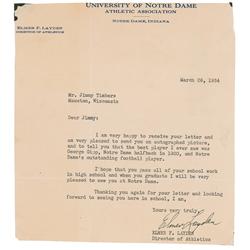 UNIVERSITY OF NOTRE DAME
ATHLETIC ASSOCIATION
NOTRE DAME, INDIANA
ELMER F. LAYDEN
DIRECTOR OF ATHLETICS
March 26, 1934
Mr. Jimmy Timbers
Mauston, Wisconsin
Dear Jimmy:
I am very happy to receive your letter and
am very pleased to send you an autographed picture,
and to tell you that the best player I ever saw was
George Gipp, Notre Dame halfback in 1920, and Notre
Dame's outstanding football player.
I hope that you pass all of your school work
in high school and when you graduate I will be very
pleased to see you at Notre Dame.
Thanking you again for your letter and looking
forward to seeing you here in school, I am,
Yours very truly,
Elmer Layden
ELMER F. LAYDEN
Director of Athletics